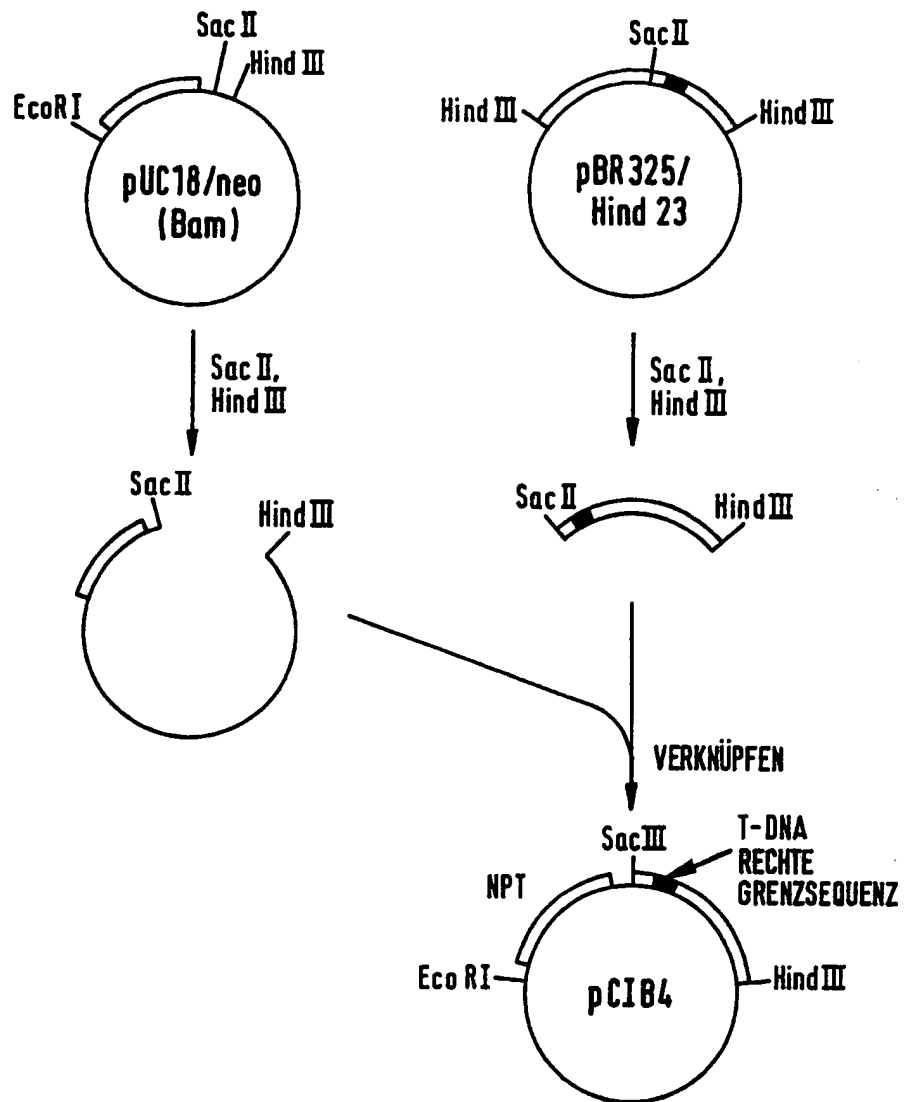 Sac II
Hind III
EcoRI
pUC18/neo
(Bam)
Sac II
Hind III
Hind III
pBR325/
Hind 23
Sac II,
Hind III
Sac II,
Hind III
Sac II
Hind III
Sac II
Hind III
VERKNÜPFEN
Sac III
T-DNA
RECHTE
GRENZSEQUENZ
NPT
Eco RI
Hind III
pCIB4